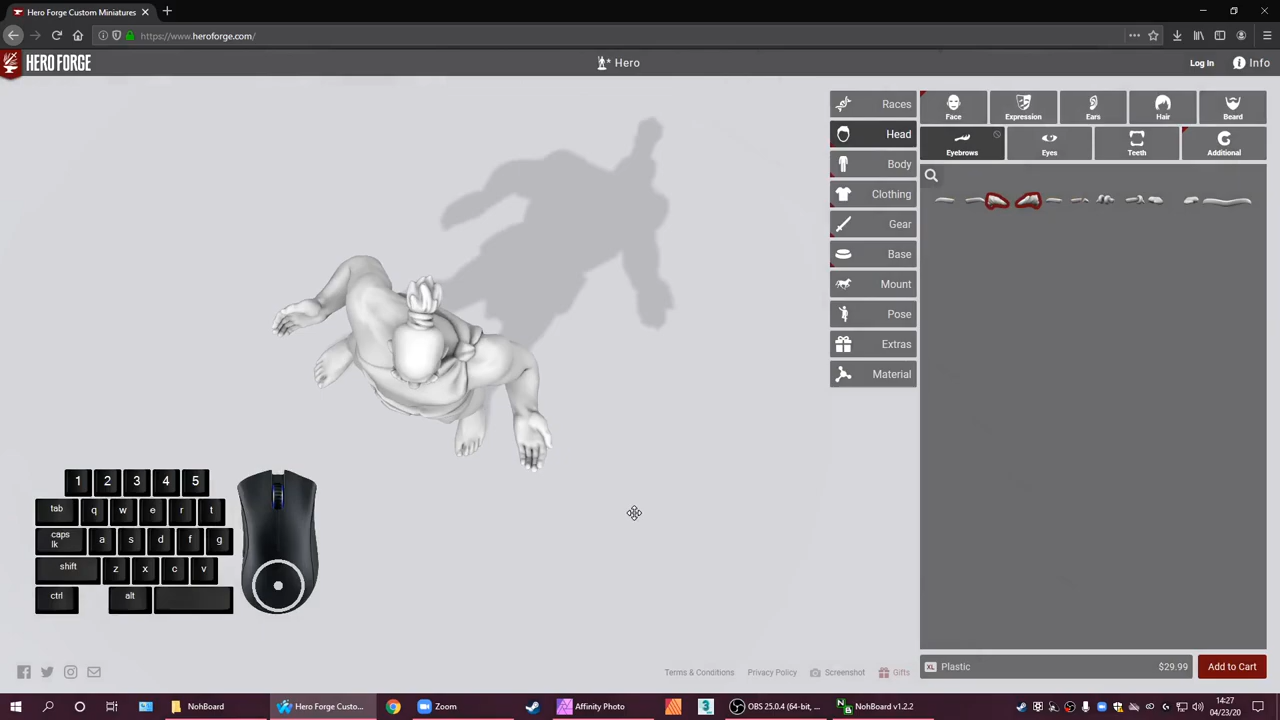 Hero Forge Custom Miniatures
https://www.heroforge.com/
HERO FORGE
* Hero
Log In
Info
Races
Head
Body
Clothing
Gear
Base
Mount
Pose
Extras
Material
Face
Expression
Ears
Hair
Beard
Eyebrows
Eyes
Teeth
Additional
1 2 3 4 5
tab q w e r t
caps lk a s d f g
shift z x c v
ctrl alt
Terms & Conditions
Privacy Policy
Screenshot
Gifts
XL Plastic
$29.99
Add to Cart
NohBoard
Hero Forge Custo...
Zoom
Affinity Photo
OBS 25.0.4 (64-bit, ...
NohBoard v1.2.2
14:27
04/23/20